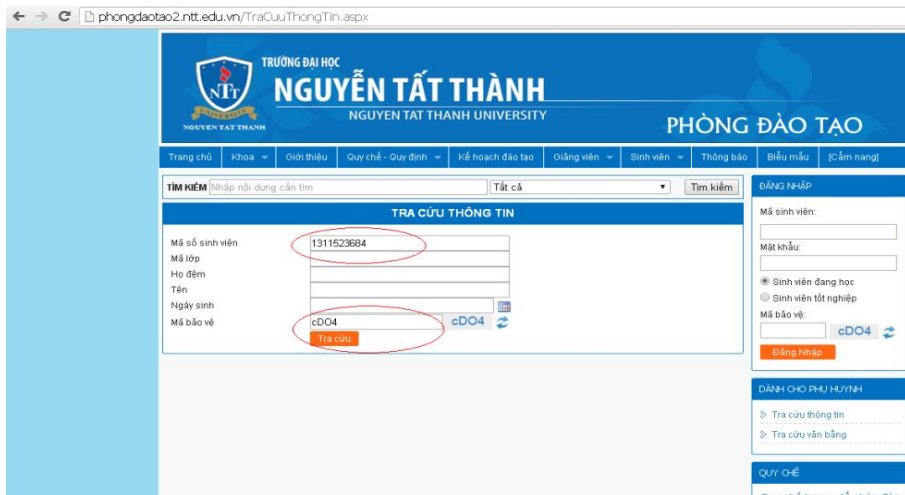 phongdaotao2.ntt.edu.vn/TraCuuThongTin.aspx
NTT
UNIVERSITY
NGUYEN TAT THANH
TRƯỜNG ĐẠI HỌC
NGUYỄN TẤT THÀNH
NGUYEN TAT THANH UNIVERSITY
PHÒNG ĐÀO TẠO
Trang chủ Khoa Giới thiệu Quy chế - Quy định Kế hoạch đào tạo Giảng viên Sinh viên Thông báo Biểu mẫu [Cẩm nang]
TÌM KIẾM Nhập nôi dung cần tìm Tất cả Tìm kiếm
TRA CỨU THÔNG TIN
Mã số sinh viên 1311523684
Mã lớp
Họ đệm
Tên
Ngày sinh
Mã bảo vệ cDO4 cDO4
Tra cứu
ĐĂNG NHẬP
Mã sinh viên:
Mật khẩu:
Sinh viên đang học
Sinh viên tốt nghiệp
Mã bảo vệ:
cDO4
Đăng Nhập
DÀNH CHO PHỤ HUYNH
Tra cứu thông tin
Tra cứu văn bằng
QUY CHẾ